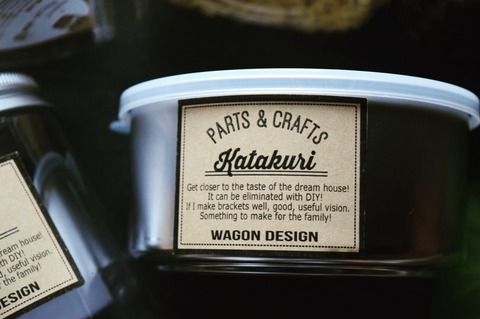 PARTS & CRAFTS
Katakuri
Get closer to the taste of the dream house!
It can be eliminated with DIY!
If I make brackets well, good, useful vision.
Something to make for the family!
WAGON DESIGN
dream house!
with DIY!
d, useful vision.
the family!
DESIGN